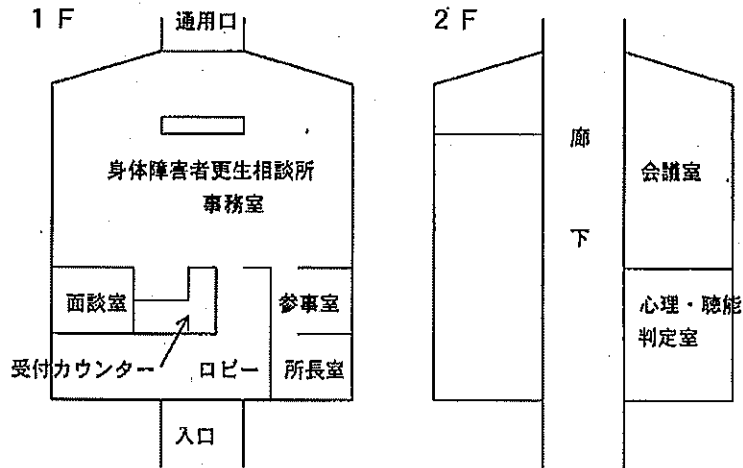 1F
通用口
身体障害者更生相談所
事務室
面談室
参事室
受付カウンター
ロビー
所長室
入口
2F
廊下
会議室
心理・聴能
判定室